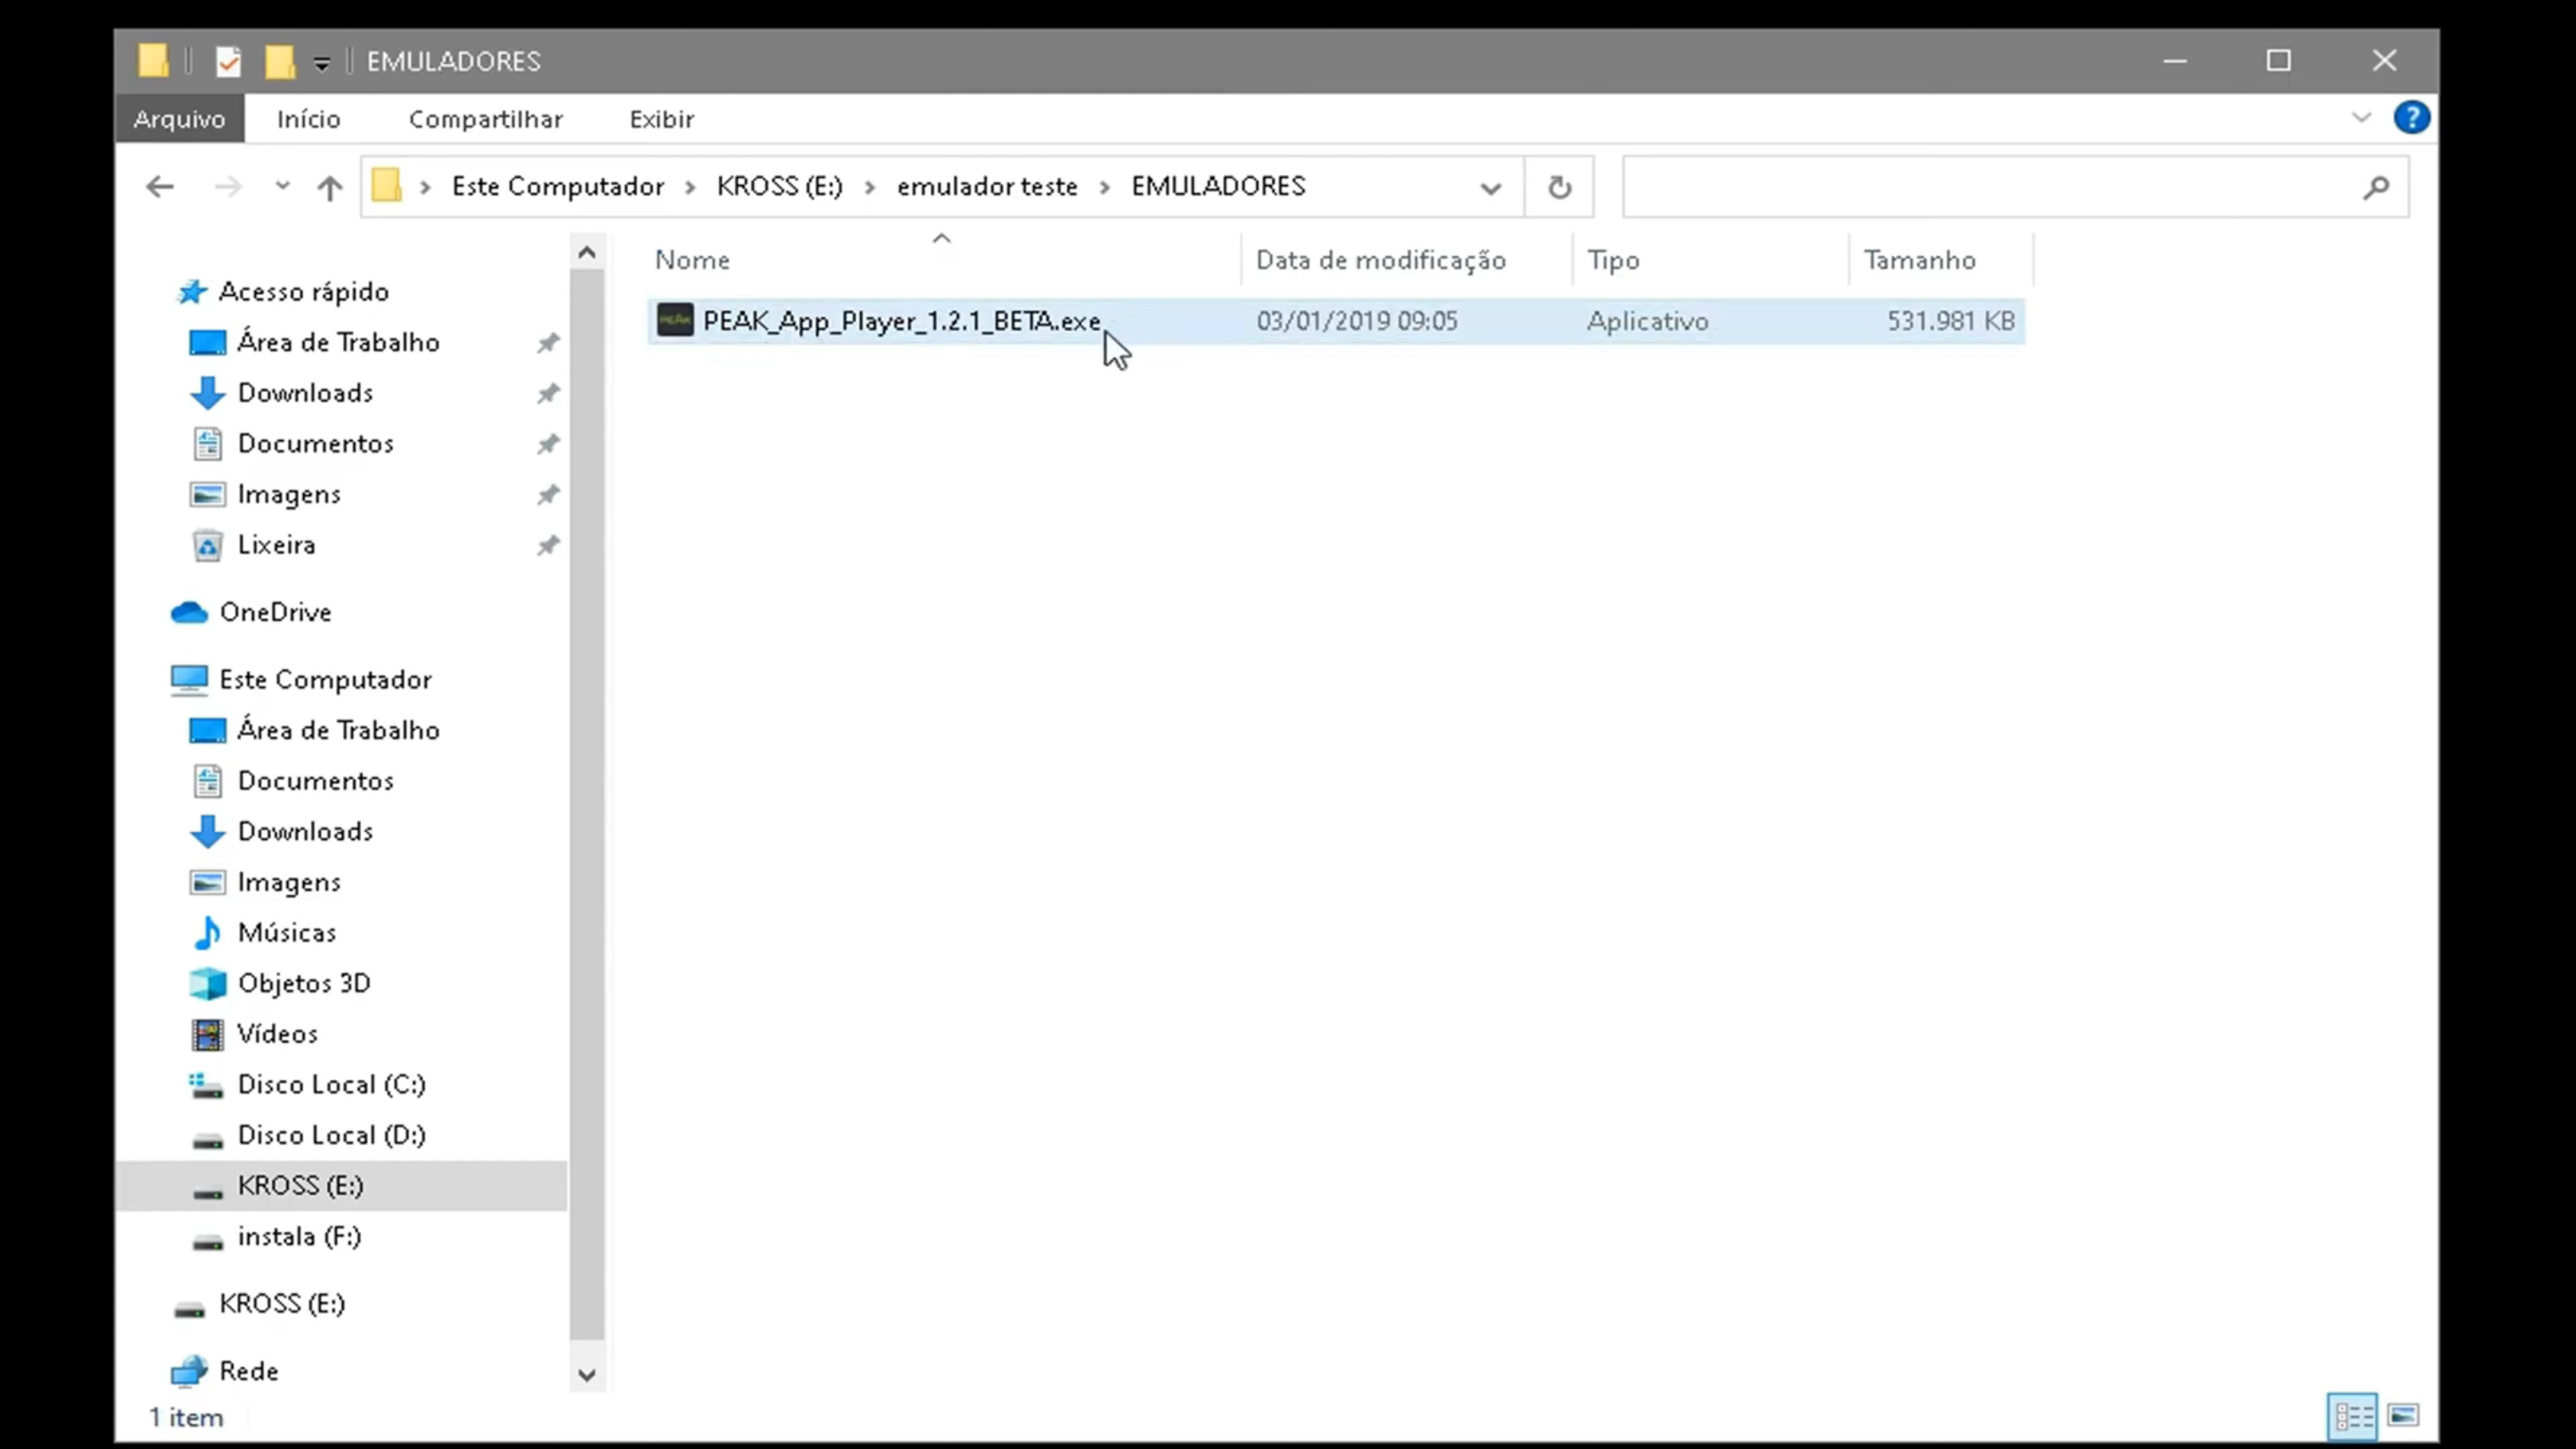 EMULADORES
Arquivo Início Compartilhar Exibir
Este Computador KROSS (E:) emulador teste EMULADORES
Nome Data de modificação Tipo Tamanho
PEAK_App_Player_1.2.1_BETA.exe 03/01/2019 09:05 Aplicativo 531.981 KB
Acesso rápido
Área de Trabalho
Downloads
Documentos
Imagens
Lixeira
OneDrive
Este Computador
Área de Trabalho
Documentos
Downloads
Imagens
Músicas
Objetos 3D
Vídeos
Disco Local (C:)
Disco Local (D:)
KROSS (E:)
instala (F:)
KROSS (E:)
Rede
1 item